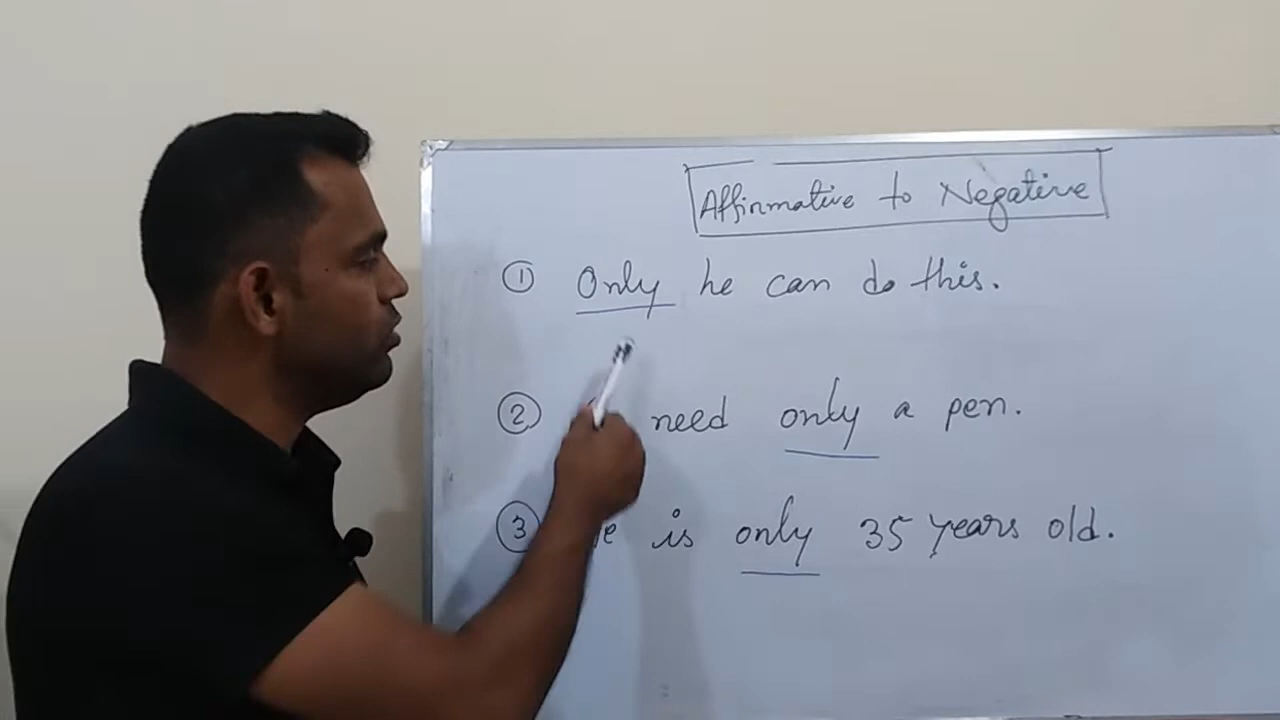 Affirmative to Negative
① Only he can do this.
② need only a pen.
③ is only 35 years old.